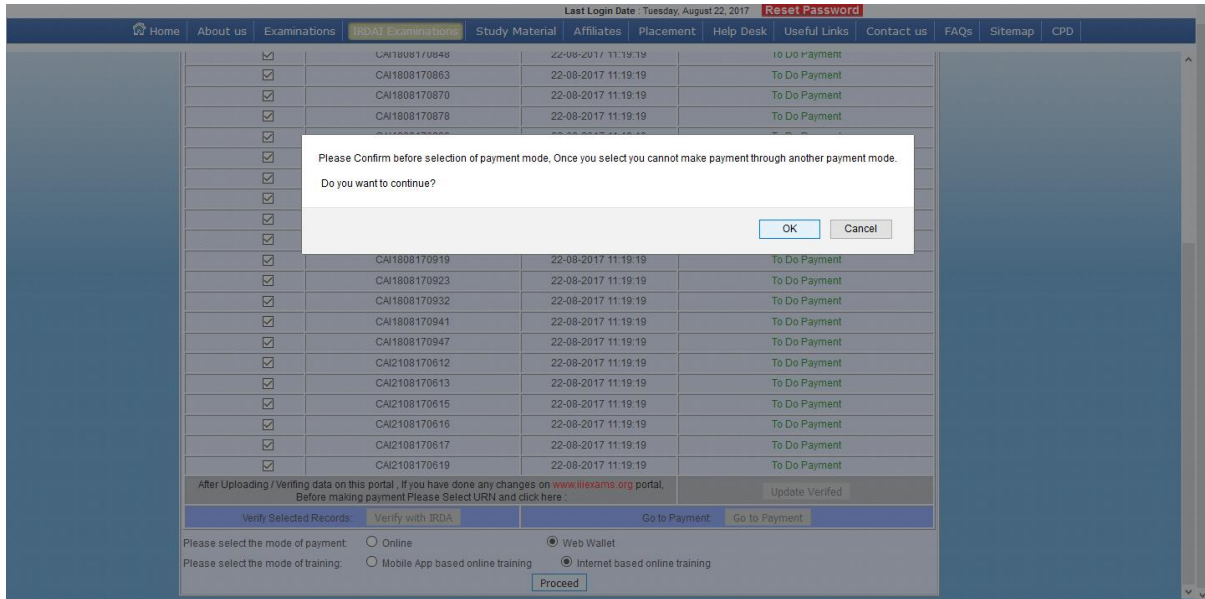 Last Login Date : Tuesday, August 22, 2017 Reset Password
Home About us Examinations IRDAI Examinations Study Material Affiliates Placement Help Desk Useful Links Contact us FAQs Sitemap CPD
CAI1808170848 22-08-2017 11:19:19 To Do Payment
CAI1808170863 22-08-2017 11:19:19 To Do Payment
CAI1808170870 22-08-2017 11:19:19 To Do Payment
CAI1808170878 22-08-2017 11:19:19 To Do Payment
Please Confirm before selection of payment mode, Once you select you cannot make payment through another payment mode.
Do you want to continue?
OK Cancel
CAI1808170919 22-08-2017 11:19:19 To Do Payment
CAI1808170923 22-08-2017 11:19:19 To Do Payment
CAI1808170932 22-08-2017 11:19:19 To Do Payment
CAI1808170941 22-08-2017 11:19:19 To Do Payment
CAI1808170947 22-08-2017 11:19:19 To Do Payment
CAI2108170612 22-08-2017 11:19:19 To Do Payment
CAI2108170613 22-08-2017 11:19:19 To Do Payment
CAI2108170615 22-08-2017 11:19:19 To Do Payment
CAI2108170616 22-08-2017 11:19:19 To Do Payment
CAI2108170617 22-08-2017 11:19:19 To Do Payment
CAI2108170619 22-08-2017 11:19:19 To Do Payment
After Uploading / Verifing data on this portal , If you have done any changes on www.iiiexams.org portal,
Before making payment Please Select URN and click here : Update Verifed
Verify Selected Records: Verify with IRDA Go to Payment: Go to Payment
Please select the mode of payment: Online Web Wallet
Please select the mode of training: Mobile App based online training Internet based online training
Proceed